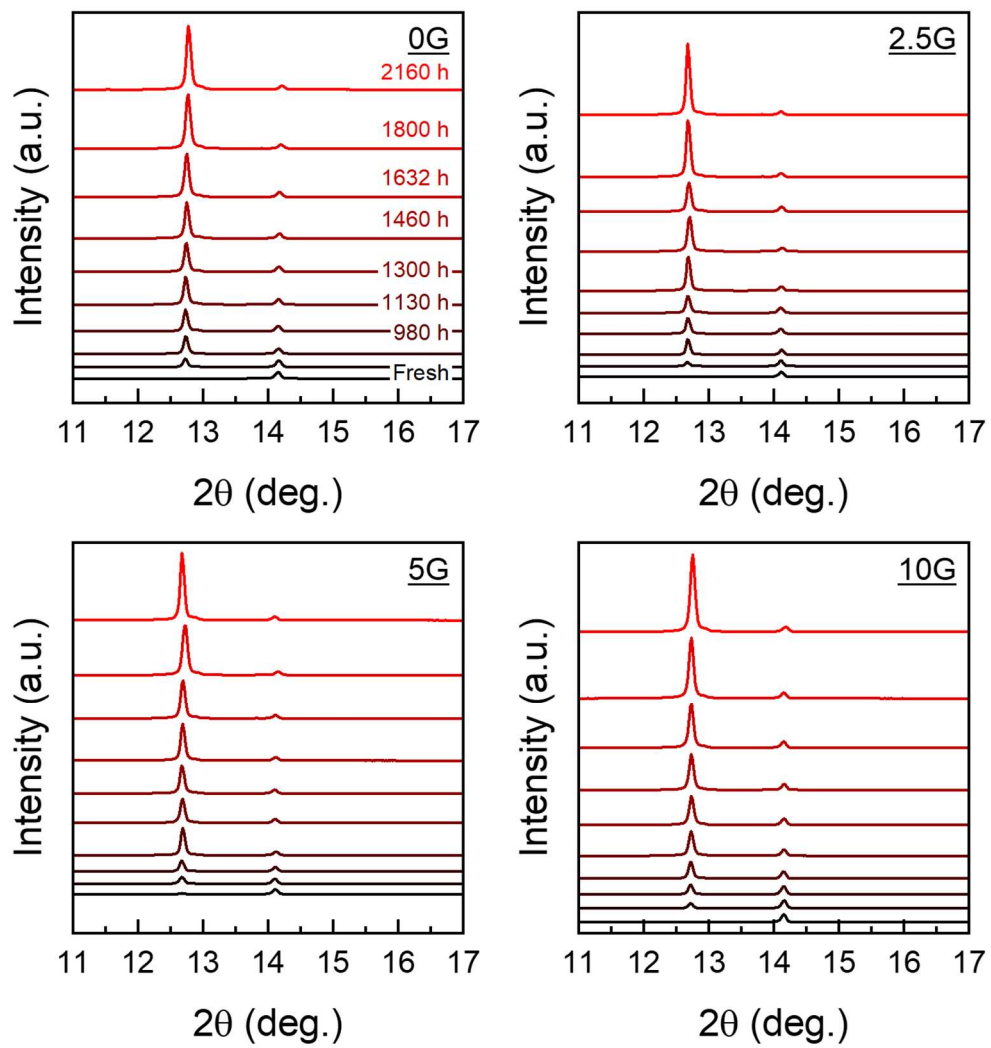 0G
2160 h
1800 h
1632 h
1460 h
1300 h
1130 h
980 h
Fresh
Intensity (a.u.)
11 12 13 14 15 16 17
2θ (deg.)
2.5G
Intensity (a.u.)
11 12 13 14 15 16 17
2θ (deg.)
5G
Intensity (a.u.)
11 12 13 14 15 16 17
2θ (deg.)
10G
Intensity (a.u.)
11 12 13 14 15 16 17
2θ (deg.)